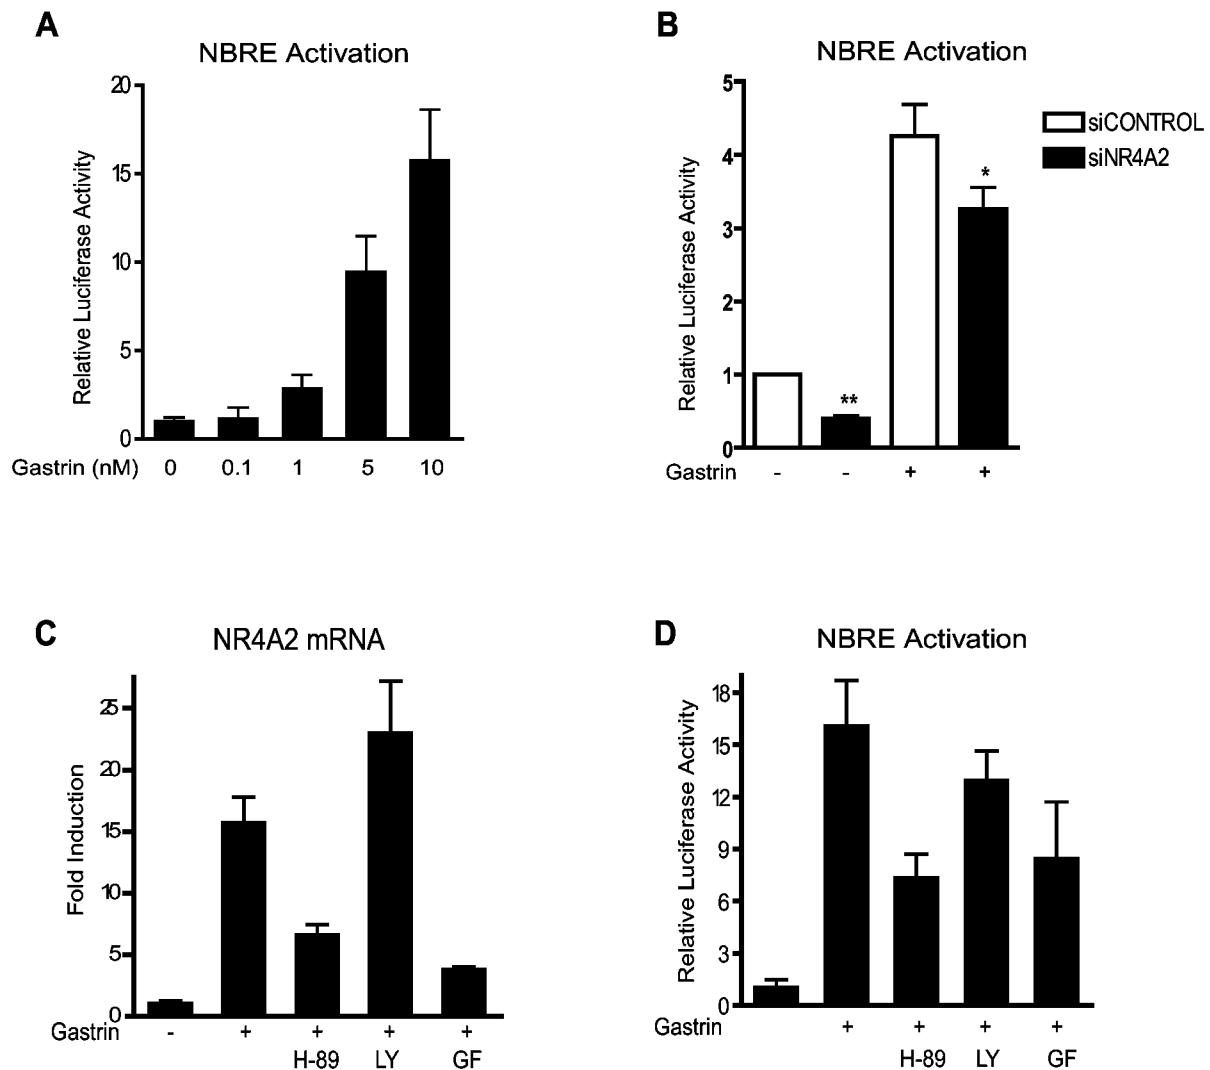 A
NBRE Activation
Relative Luciferase Activity
20
15
10
5
0
Gastrin (nM) 0 0.1 1 5 10
B
NBRE Activation
Relative Luciferase Activity
5
4
3
2
1
0
**
*
siCONTROL
siNR4A2
Gastrin - - + +
C
NR4A2 mRNA
Fold Induction
25
20
15
10
5
0
Gastrin - + + + +
H-89 LY GF
D
NBRE Activation
Relative Luciferase Activity
18
15
12
9
6
3
0
Gastrin + + + +
H-89 LY GF